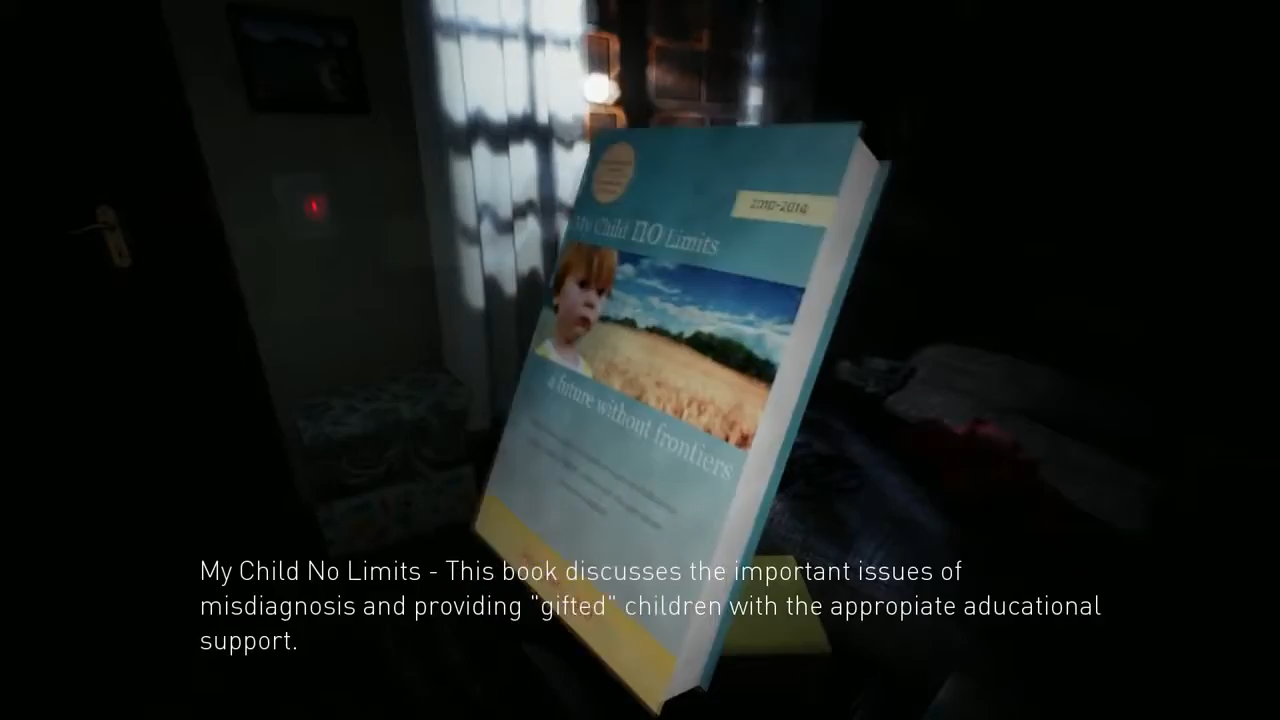 2010-2014
My Child no Limits
a future without frontiers
My Child No Limits - This book discusses the important issues of
misdiagnosis and providing "gifted" children with the appropiate aducational
support.